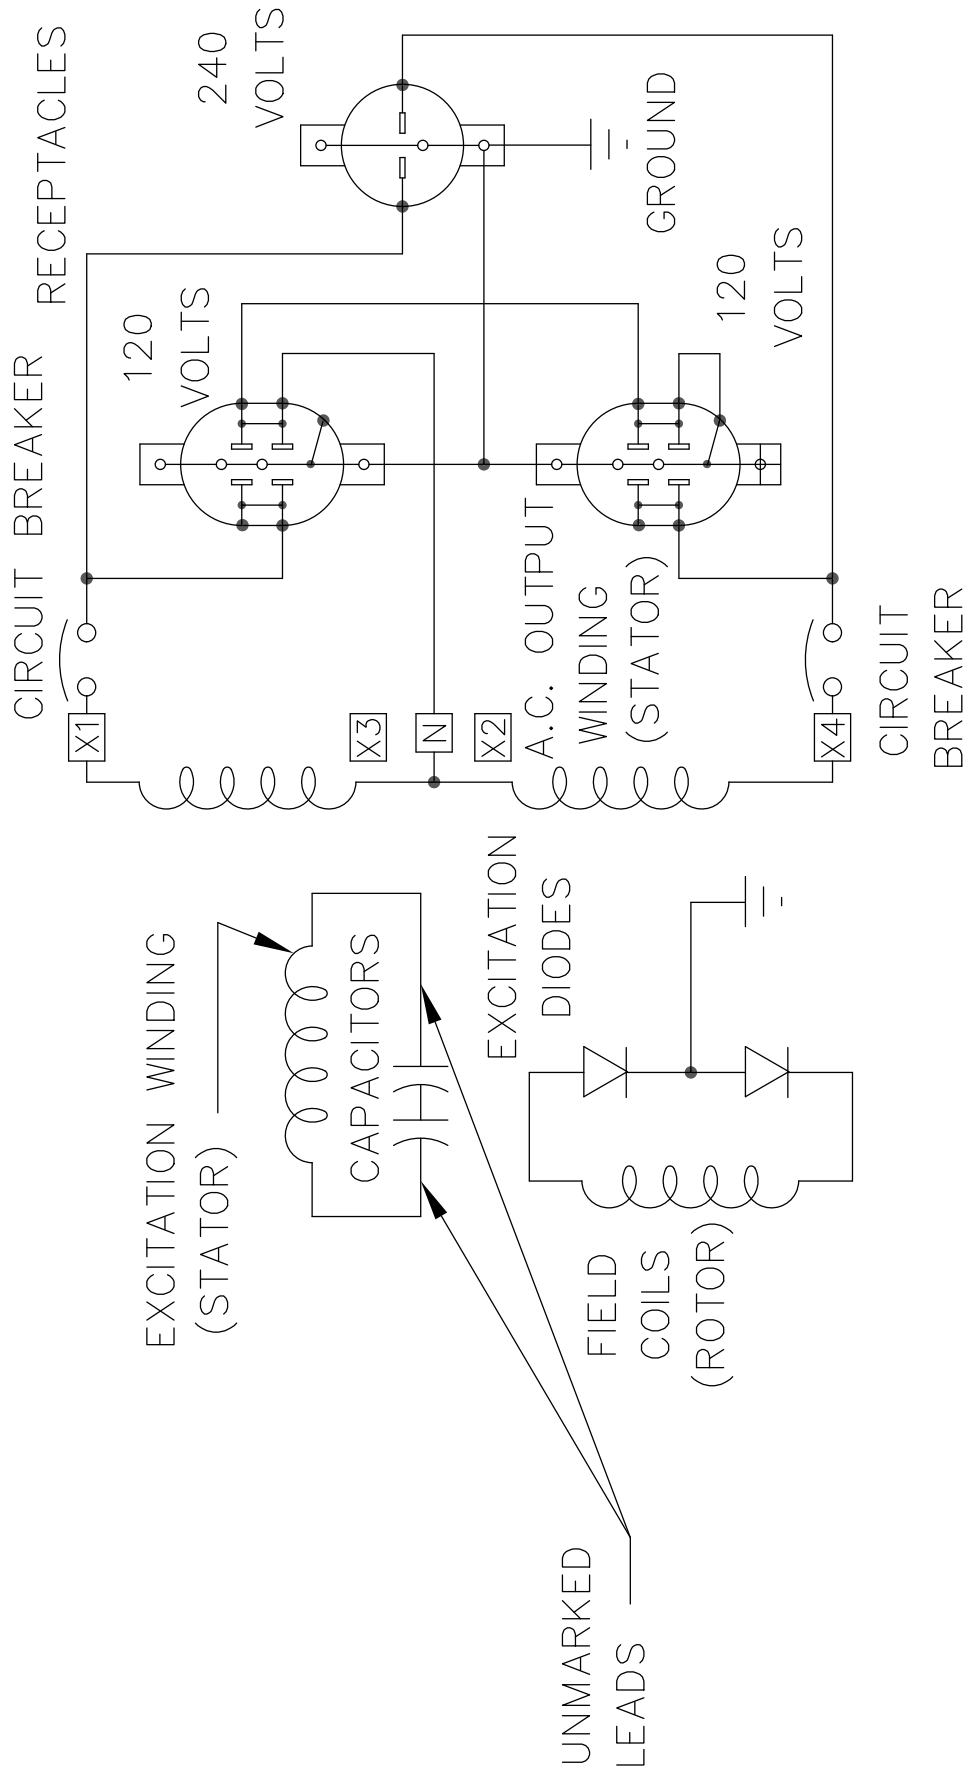 UNMARKED
LEADS
EXCITATION WINDING
(STATOR)
CAPACITORS
FIELD
COILS
(ROTOR)
EXCITATION
DIODES
CIRCUIT BREAKER
RECEPTACLES
X1
X3
N
X2
X4
A.C. OUTPUT
WINDING
(STATOR)
CIRCUIT
BREAKER
120
VOLTS
240
VOLTS
GROUND
120
VOLTS